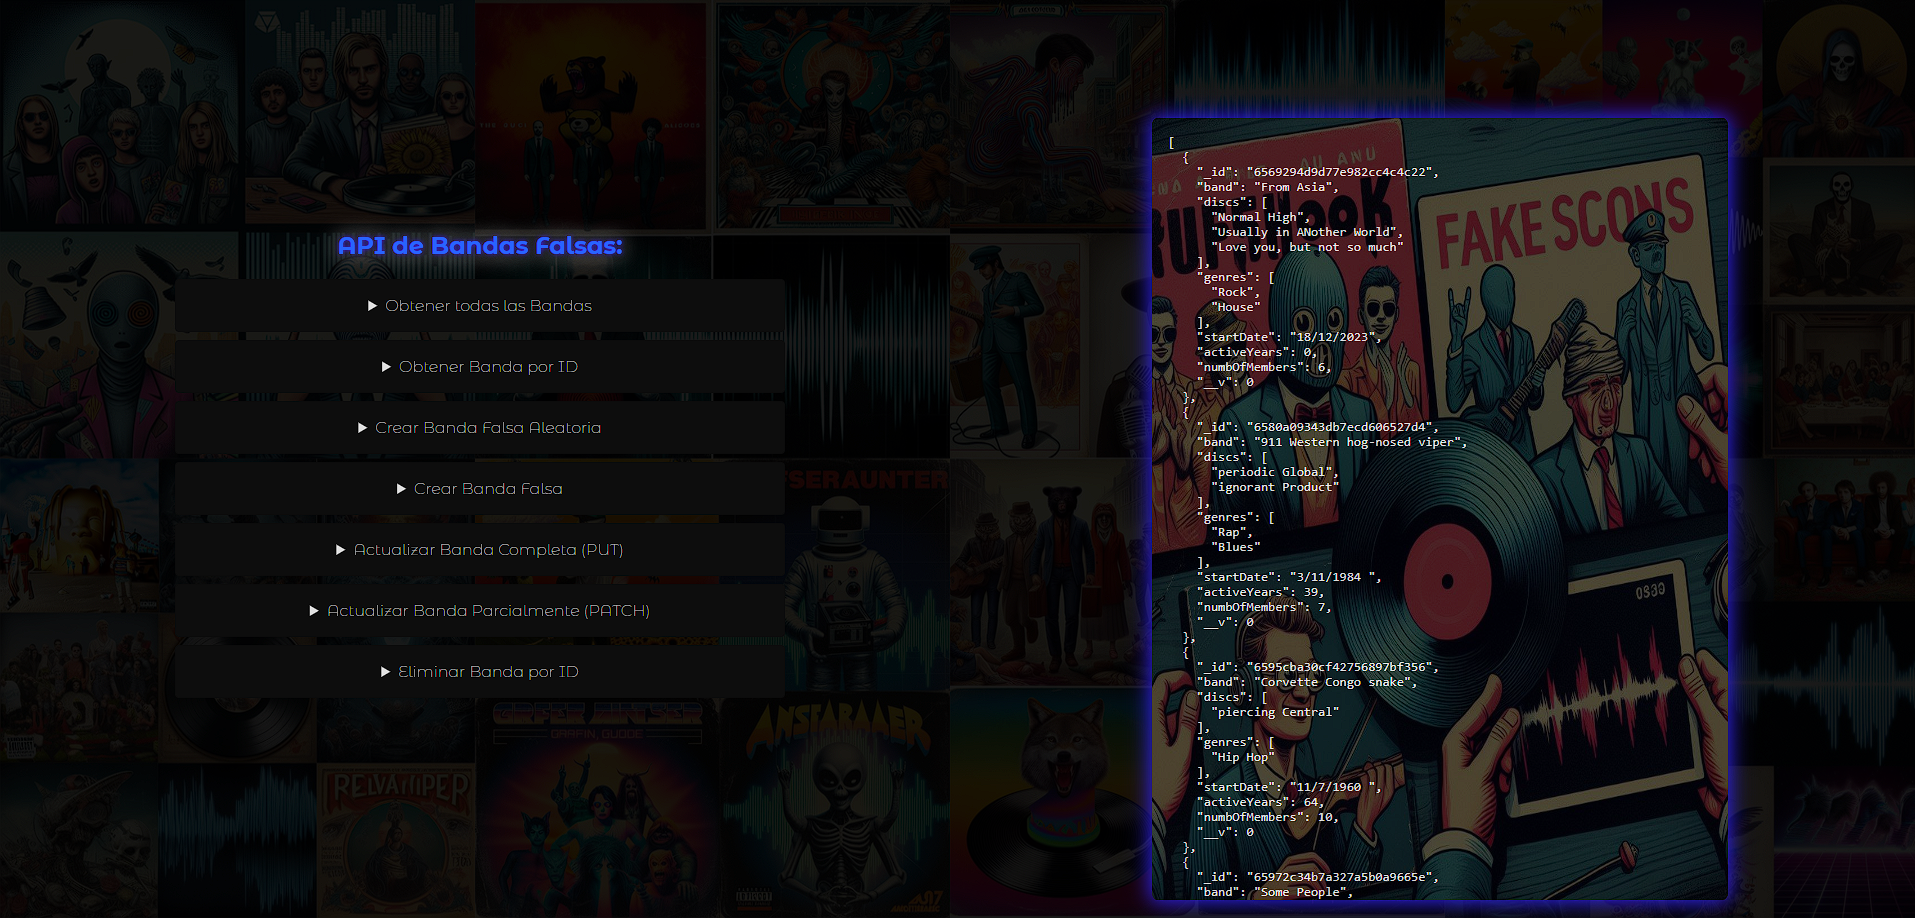 API de Bandas Falsas:
▶ Obtener todas las Bandas
▶ Obtener Banda por ID
▶ Crear Banda Falsa Aleatoria
▶ Crear Banda Falsa
▶ Actualizar Banda Completa (PUT)
▶ Actualizar Banda Parcialmente (PATCH)
▶ Eliminar Banda por ID
[
{
"_id": "6569294d9d77e982cc4c4c22",
"band": "From Asia",
"discs": [
"Normal High",
"Usually in ANother World",
"Love you, but not so much"
],
"genres": [
"Rock",
"House"
],
"startDate": "18/12/2023",
"activeYears": 0,
"numbOfMembers": 6,
"__v": 0
},
{
"_id": "6580a09343db7ecd606527d4",
"band": "911 Western hog-nosed viper",
"discs": [
"periodic Global",
"ignorant Product"
],
"genres": [
"Rap",
"Blues"
],
"startDate": "3/11/1984 ",
"activeYears": 39,
"numbOfMembers": 7,
"__v": 0
},
{
"_id": "6595cba30cf42756897bf356",
"band": "Corvette Congo snake",
"discs": [
"piercing Central"
],
"genres": [
"Hip Hop"
],
"startDate": "11/7/1960 ",
"activeYears": 64,
"numbOfMembers": 10,
"__v": 0
},
{
"_id": "65972c34b7a327a5b0a9665e",
"band": "Some People",
FAKE SCONS
RELVATIPER
ANSTARAAER